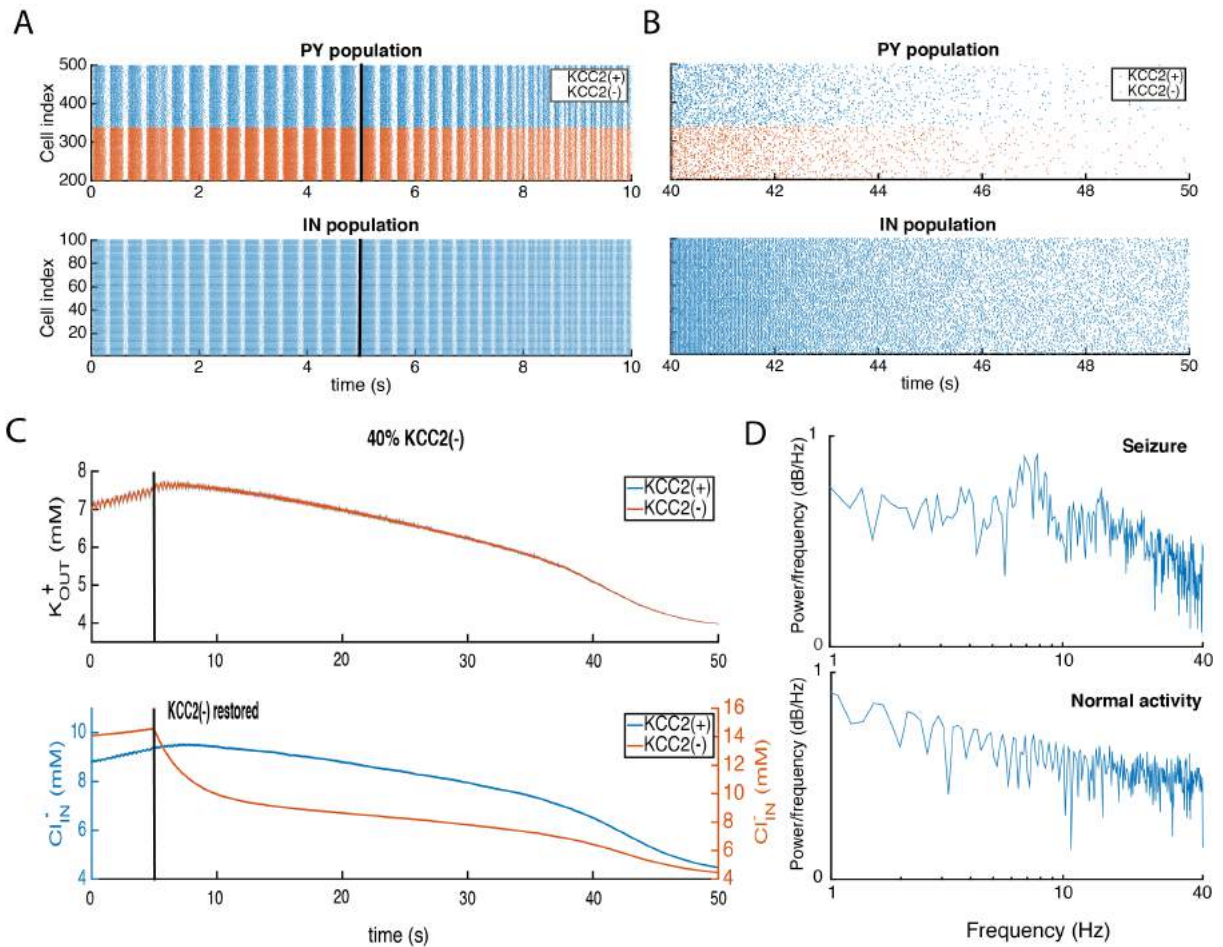 A
PY population
500
400
300
200
Cell index
KCC2(+)
KCC2(-)
0 2 4 6 8 10
IN population
100
80
60
40
20
Cell index
0 2 4 6 8 10
time (s)
B
PY population
KCC2(+)
KCC2(-)
40 42 44 46 48 50
IN population
40 42 44 46 48 50
time (s)
C
40% KCC2(-)
8
7
6
5
4
K+OUT (mM)
KCC2(+)
KCC2(-)
0 10 20 30 40 50
KCC2(-) restored
10
8
6
4
Cl-IN (mM)
KCC2(+)
KCC2(-)
16
14
12
10
8
6
4
Cl-IN (mM)
0 10 20 30 40 50
time (s)
D
Seizure
1
0
Power/frequency (dB/Hz)
1 10 40
Normal activity
1
0
Power/frequency (dB/Hz)
1 10 40
Frequency (Hz)